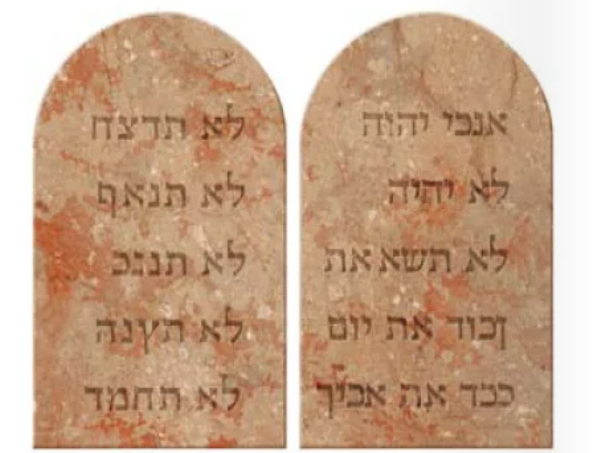 אנכי יהוה
לא יהיה
לא תשא את
זכור את יום
כבד את אביך
לא תרצח
לא תנאף
לא תגנב
לא תענה
לא תחמד